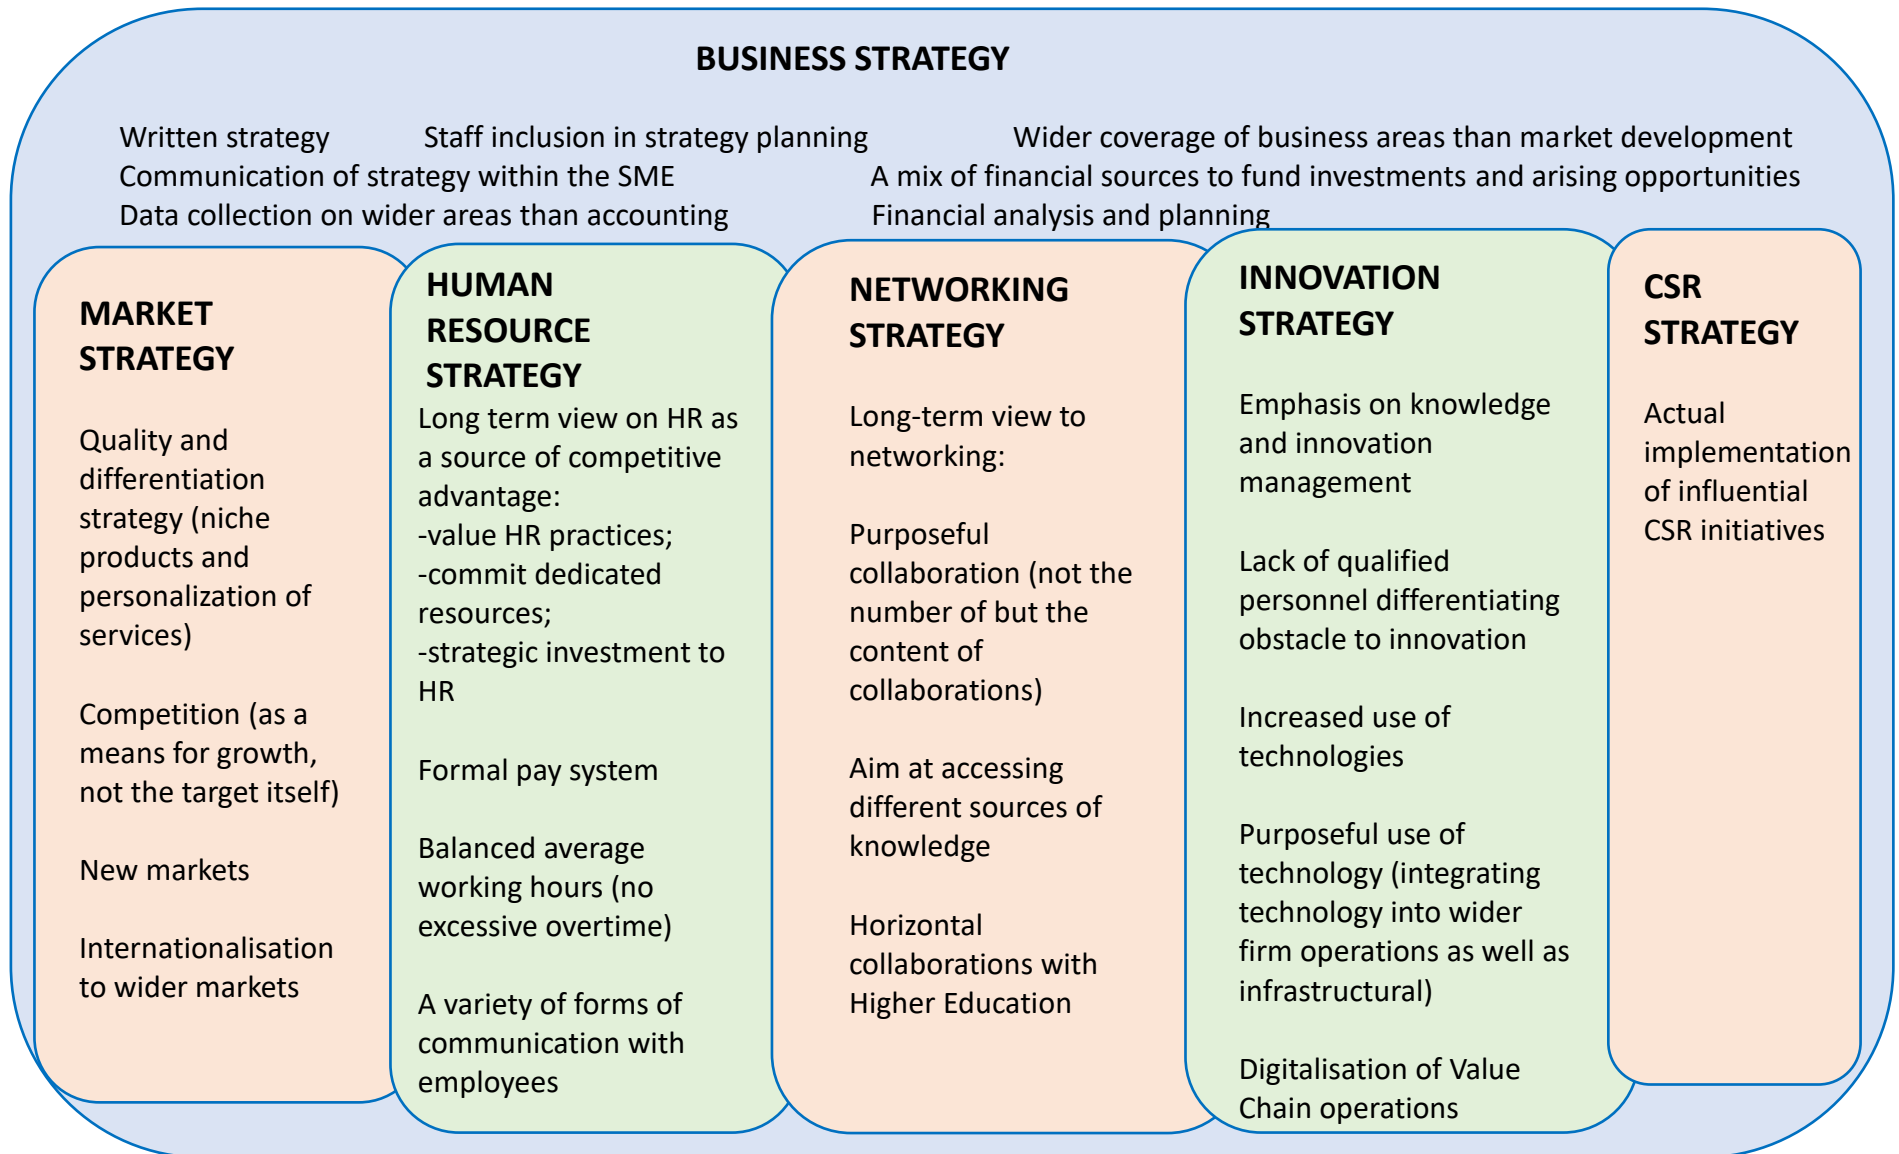 BUSINESS STRATEGY
Written strategy
Staff inclusion in strategy planning
Wider coverage of business areas than market development
Communication of strategy within the SME
A mix of financial sources to fund investments and arising opportunities
Data collection on wider areas than accounting
Financial analysis and planning
MARKET
STRATEGY
Quality and
differentiation
strategy (niche
products and
personalization of
services)
Competition (as a
means for growth,
not the target itself)
New markets
Internationalisation
to wider markets
HUMAN
RESOURCE
STRATEGY
Long term view on HR as
a source of competitive
advantage:
-value HR practices;
-commit dedicated
resources;
-strategic investment to
HR
Formal pay system
Balanced average
working hours (no
excessive overtime)
A variety of forms of
communication with
employees
NETWORKING
STRATEGY
Long-term view to
networking:
Purposeful
collaboration (not the
number of but the
content of
collaborations)
Aim at accessing
different sources of
knowledge
Horizontal
collaborations with
Higher Education
INNOVATION
STRATEGY
Emphasis on knowledge
and innovation
management
Lack of qualified
personnel differentiating
obstacle to innovation
Increased use of
technologies
Purposeful use of
technology (integrating
technology into wider
firm operations as well as
infrastructural)
Digitalisation of Value
Chain operations
CSR
STRATEGY
Actual
implementation
of influential
CSR initiatives